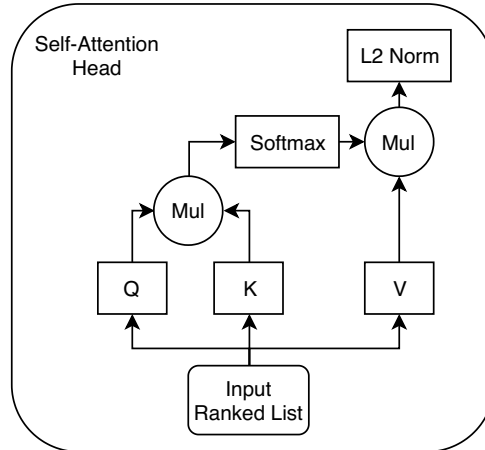 Self-Attention
Head
L2 Norm
Softmax
Mul
Mul
Q
K
V
Input
Ranked List